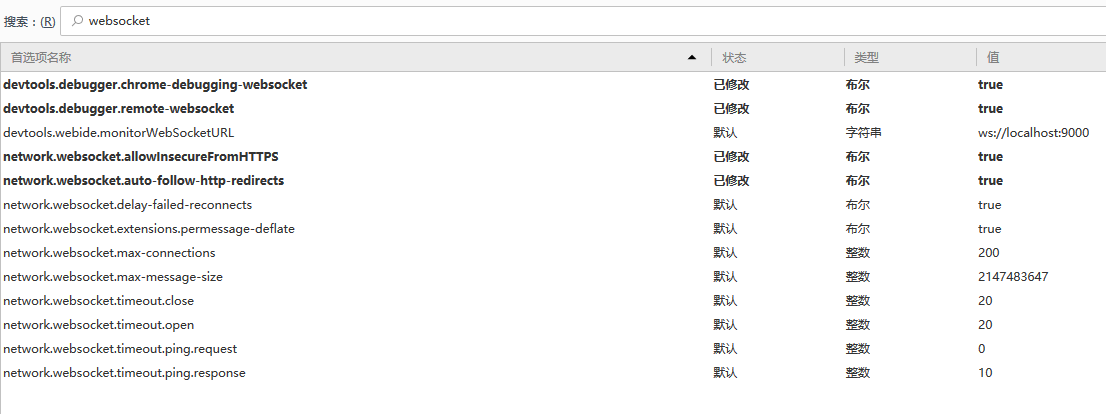 搜索：(R) websocket
首选项名称 状态 类型 值
devtools.debugger.chrome-debugging-websocket 已修改 布尔 true
devtools.debugger.remote-websocket 已修改 布尔 true
devtools.webide.monitorWebSocketURL 默认 字符串 ws://localhost:9000
network.websocket.allowInsecureFromHTTPS 已修改 布尔 true
network.websocket.auto-follow-http-redirects 已修改 布尔 true
network.websocket.delay-failed-reconnects 默认 布尔 true
network.websocket.extensions.permessage-deflate 默认 布尔 true
network.websocket.max-connections 默认 整数 200
network.websocket.max-message-size 默认 整数 2147483647
network.websocket.timeout.close 默认 整数 20
network.websocket.timeout.open 默认 整数 20
network.websocket.timeout.ping.request 默认 整数 0
network.websocket.timeout.ping.response 默认 整数 10